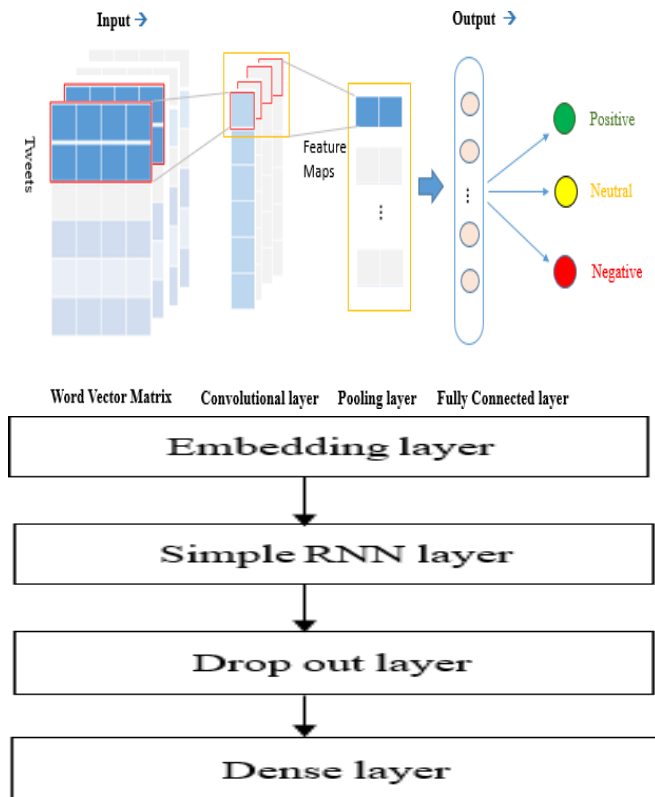 Input →
Output →
Tweets
Feature
Maps
...
...
Positive
Neutral
Negative
Word Vector Matrix
Convolutional layer
Pooling layer
Fully Connected layer
Embedding layer
Simple RNN layer
Drop out layer
Dense layer